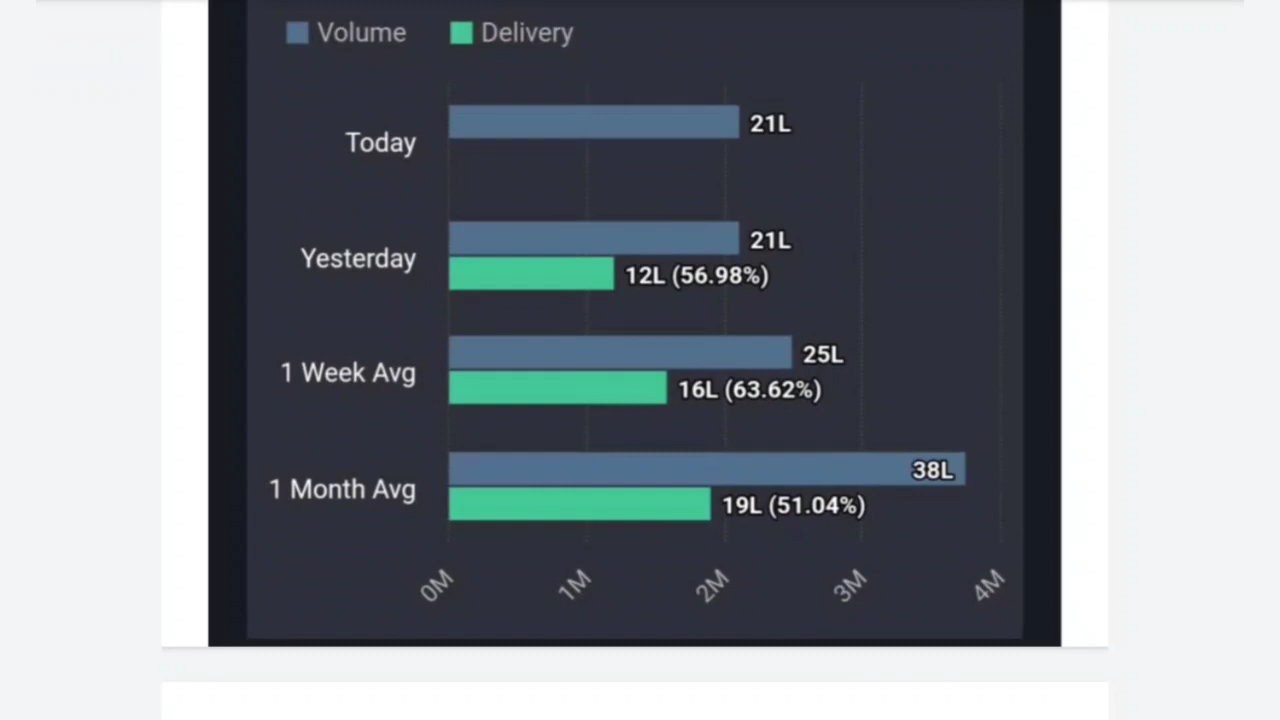 Volume Delivery
Today 21L
Yesterday 21L
12L (56.98%)
1 Week Avg 25L
16L (63.62%)
1 Month Avg 38L
19L (51.04%)
0M 1M 2M 3M 4M